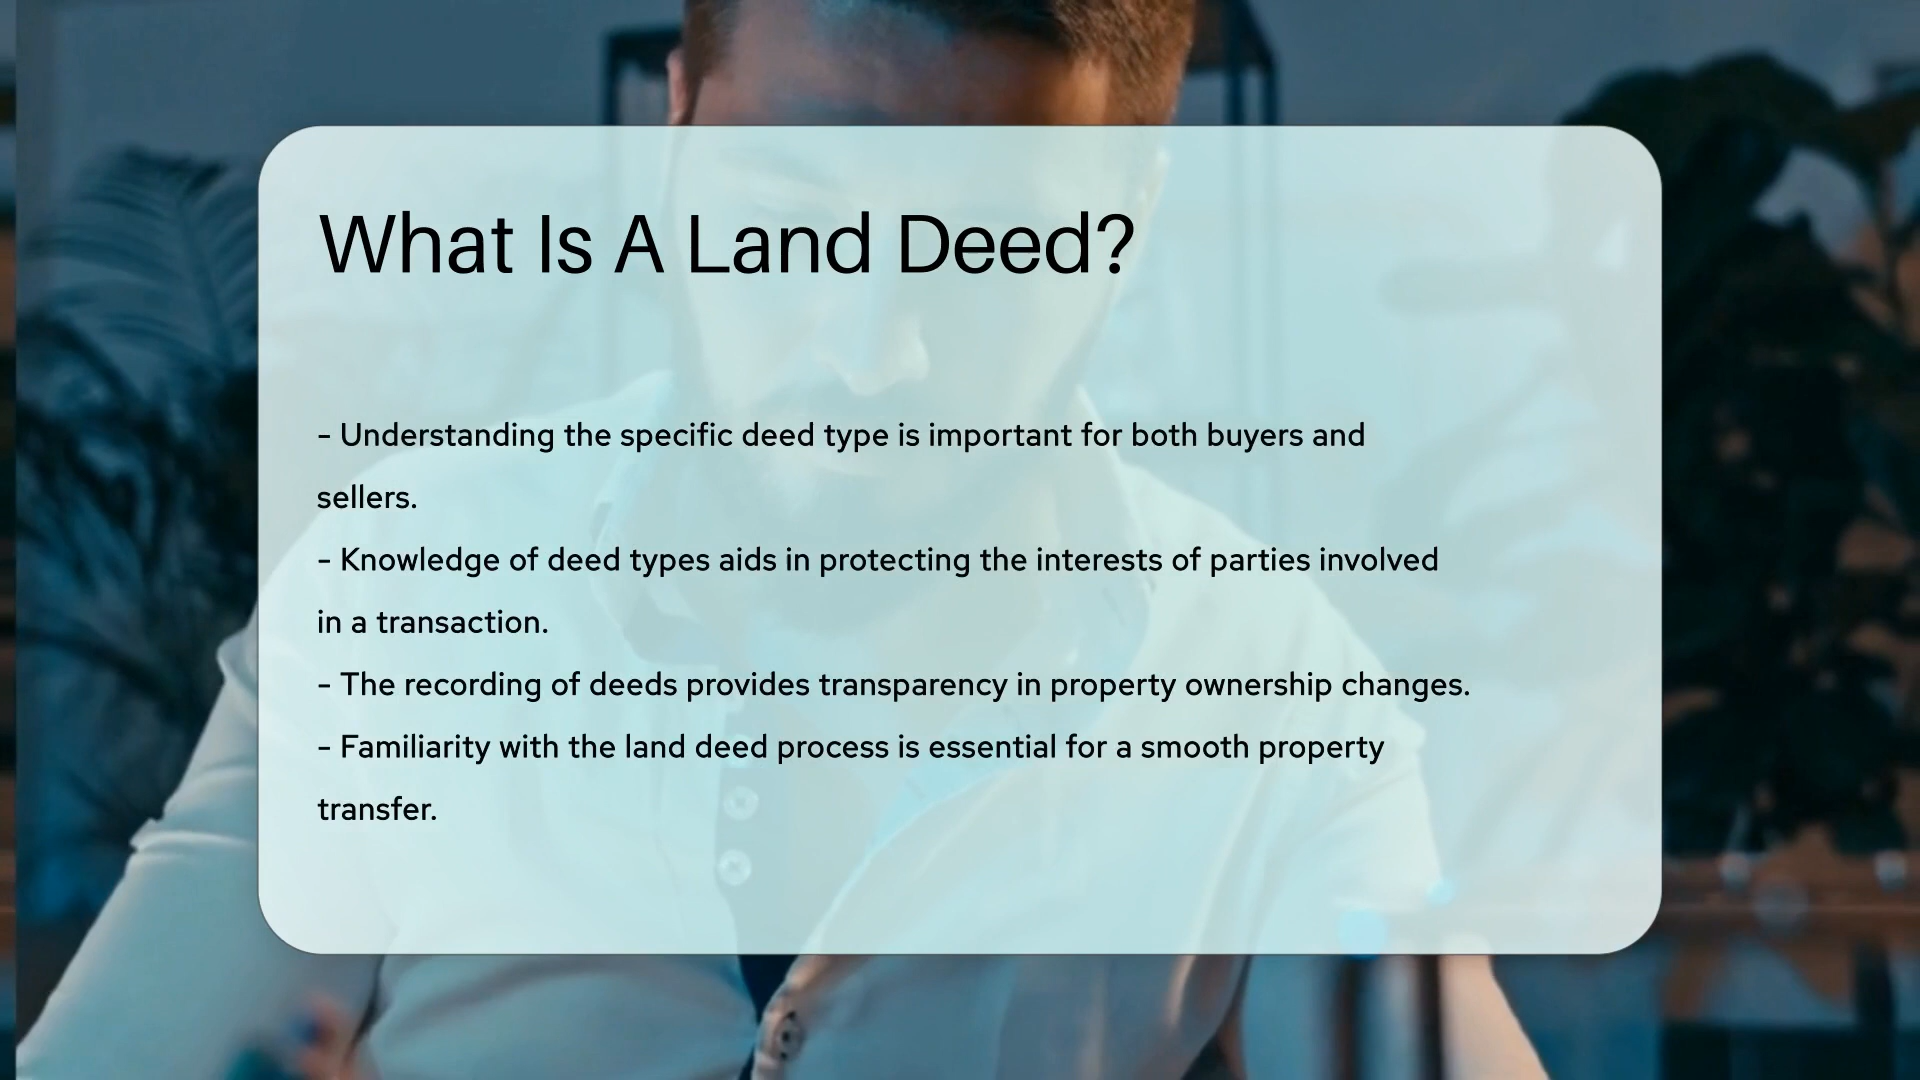 What Is A Land Deed?
- Understanding the specific deed type is important for both buyers and
sellers.
- Knowledge of deed types aids in protecting the interests of parties involved
in a transaction.
- The recording of deeds provides transparency in property ownership changes.
- Familiarity with the land deed process is essential for a smooth property
transfer.